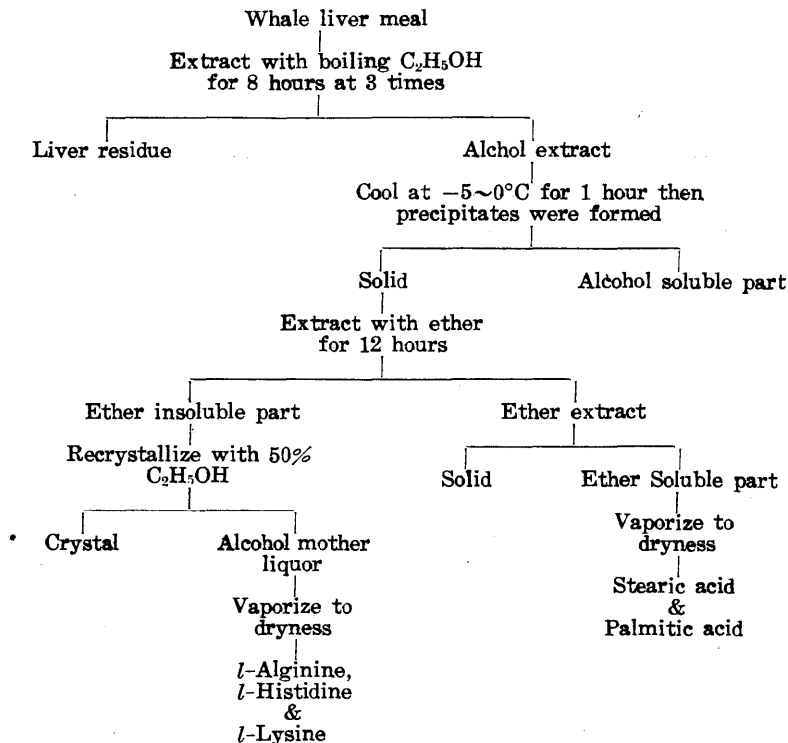 Whale liver meal
Extract with boiling C₂H₅OH
for 8 hours at 3 times
Liver residue
Alchol extract
Cool at −5~0°C for 1 hour then
precipitates were formed
Solid
Alcohol soluble part
Extract with ether
for 12 hours
Ether insoluble part
Ether extract
Recrystallize with 50%
C₂H₅OH
Solid
Ether Soluble part
Crystal
Alcohol mother
liquor
Vaporize to
dryness
Vaporize to
dryness
Stearic acid
&
Palmitic acid
l-Alginine,
l-Histidine
&
l-Lysine